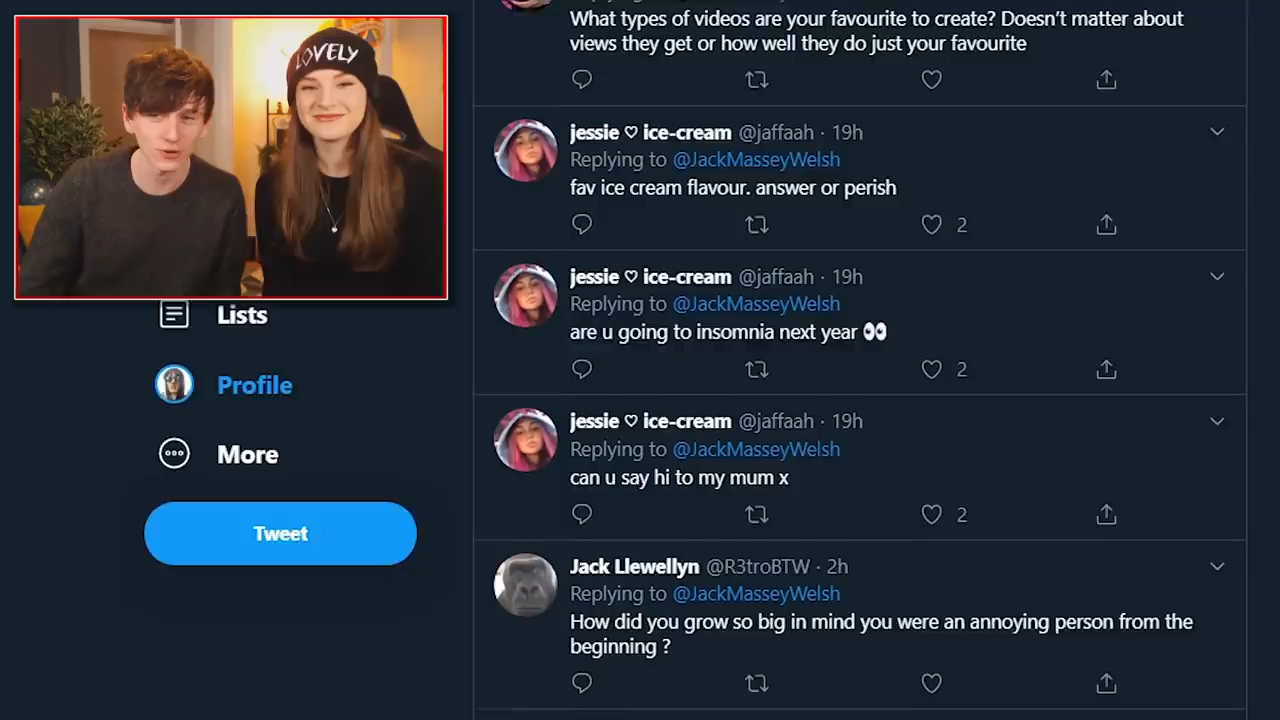 What types of videos are your favourite to create? Doesn't matter about
views they get or how well they do just your favourite
LOVELY
jessie ♡ ice-cream @jaffaah · 19h
Replying to @JackMasseyWelsh
fav ice cream flavour. answer or perish
2
jessie ♡ ice-cream @jaffaah · 19h
Replying to @JackMasseyWelsh
are u going to insomnia next year 👀
2
Lists
Profile
More
Tweet
jessie ♡ ice-cream @jaffaah · 19h
Replying to @JackMasseyWelsh
can u say hi to my mum x
2
Jack Llewellyn @R3troBTW · 2h
Replying to @JackMasseyWelsh
How did you grow so big in mind you were an annoying person from the
beginning ?